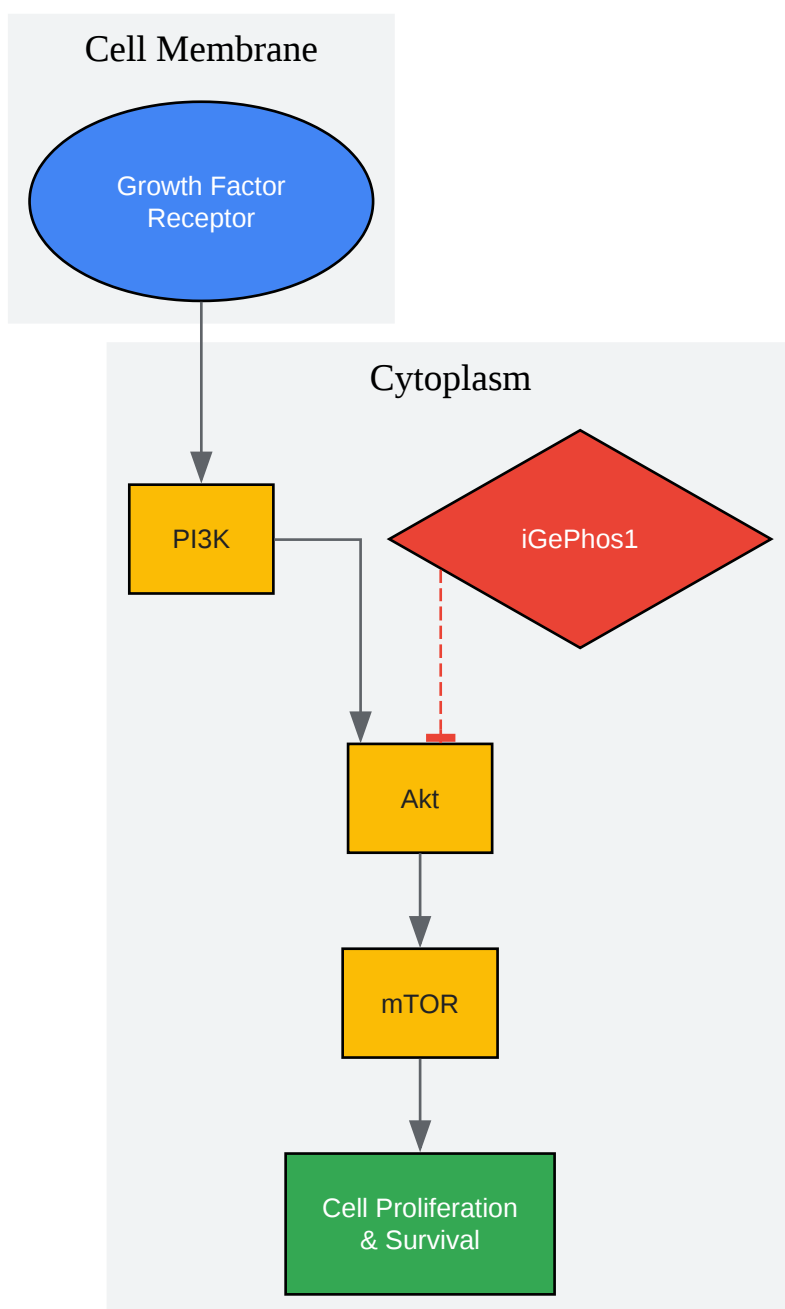 Cell Membrane
Growth Factor
Receptor
Cytoplasm
PI3K
iGePhos1
Akt
mTOR
Cell Proliferation
& Survival